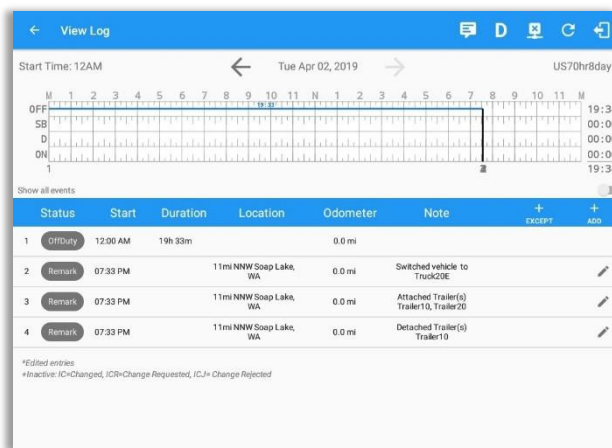 View Log
D
Start Time: 12AM
Tue Apr 02, 2019
US70hr8day
M 1 2 3 4 5 6 7 8 9 10 11 N 1 2 3 4 5 6 7 8 9 10 11 M
OFF 19:33 19:3
SB 00:0
D 00:0
ON 00:0
1 19:3
Show all events
Status Start Duration Location Odometer Note + EXCEPT + ADD
1 OffDuty 12:00 AM 19h 33m 0.0 mi
2 Remark 07:33 PM 11mi NNW Soap Lake, WA 0.0 mi Switched vehicle to Truck20E
3 Remark 07:33 PM 11mi NNW Soap Lake, WA 0.0 mi Attached Trailer(s) Trailer10, Trailer20
4 Remark 07:33 PM 11mi NNW Soap Lake, WA 0.0 mi Detached Trailer(s) Trailer10
*Edited entries
+Inactive: IC=Changed, ICR=Change Requested, ICJ= Change Rejected